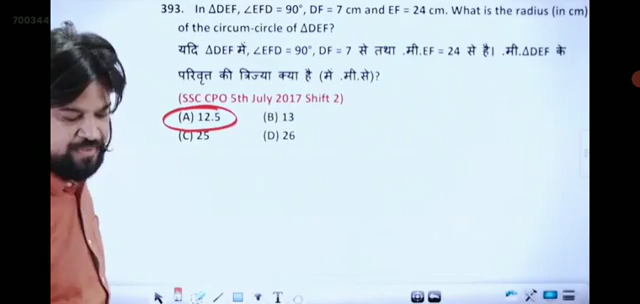 700344
393. In ΔDEF, ∠EFD = 90°, DF = 7 cm and EF = 24 cm. What is the radius (in cm)
of the circum-circle of ΔDEF?
यदि ΔDEF में, ∠EFD = 90°, DF = 7 से तथा .मी.EF = 24 से है। .मी.ΔDEF के
परिवृत्त की त्रिज्या क्या है (में .मी.से)?
(SSC CPO 5th July 2017 Shift 2)
(A) 12.5 (B) 13
(C) 25 (D) 26
T